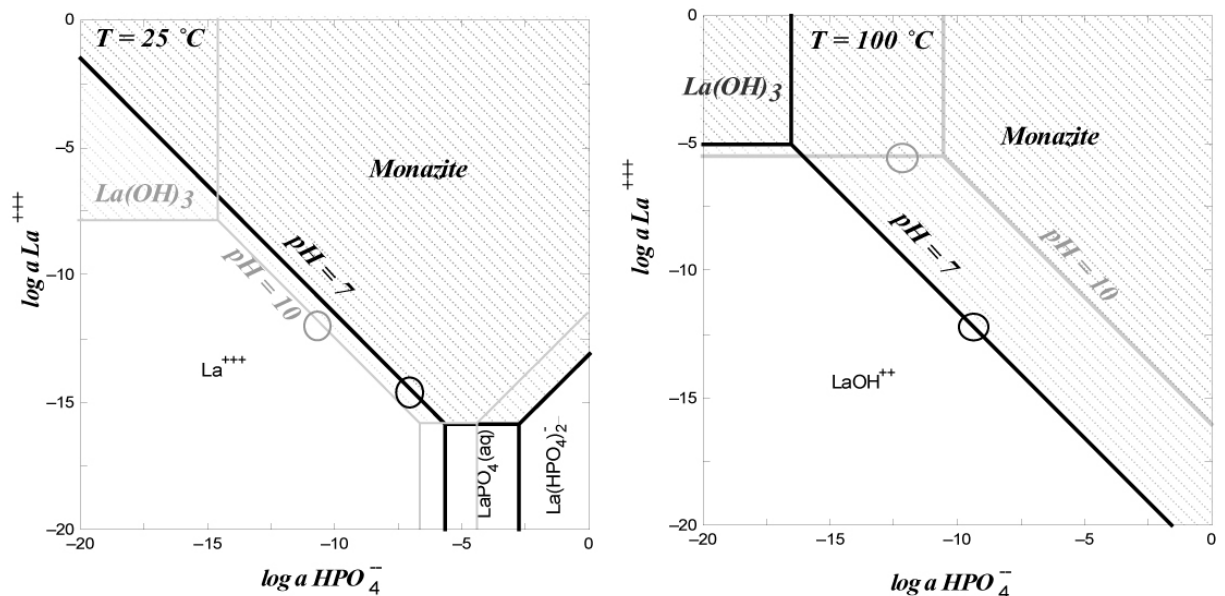 T = 25 °C
La(OH)3
Monazite
pH = 7
pH = 10
La+++
LaPO4(aq)
La(HPO4)2-
0
-5
-10
-15
-20
-20
-15
-10
-5
0
log a La+++
log a HPO4--
T = 100 °C
La(OH)3
Monazite
pH = 7
pH = 10
LaOH++
0
-5
-10
-15
-20
-20
-15
-10
-5
0
log a La+++
log a HPO4--